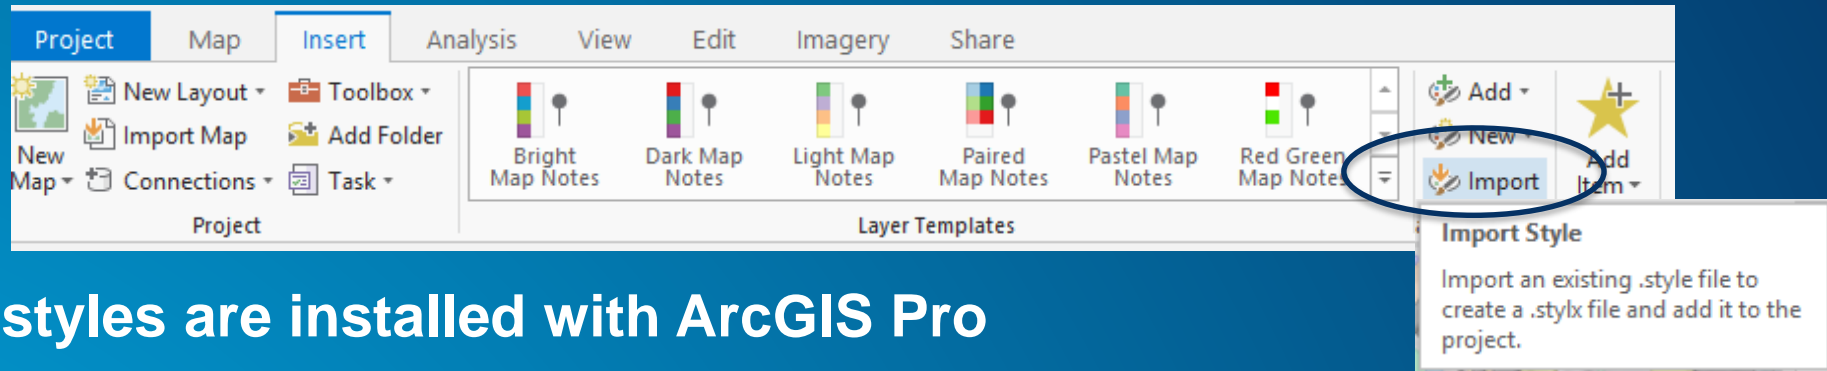 Project Map Insert Analysis View Edit Imagery Share
New Layout Toolbox Add
Import Map Add Folder New
New Map Connections Task Import
Bright Map Notes
Dark Map Notes
Light Map Notes
Paired Map Notes
Pastel Map Notes
Red Green Map Notes
Add Item
Project Layer Templates
Import Style
Import an existing .style file to
create a .stylx file and add it to the
project.
styles are installed with ArcGIS Pro